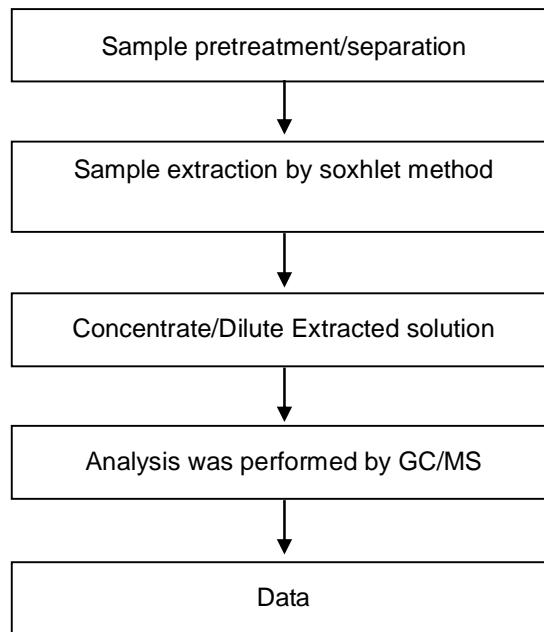 Sample pretreatment/separation
Sample extraction by soxhlet method
Concentrate/Dilute Extracted solution
Analysis was performed by GC/MS
Data